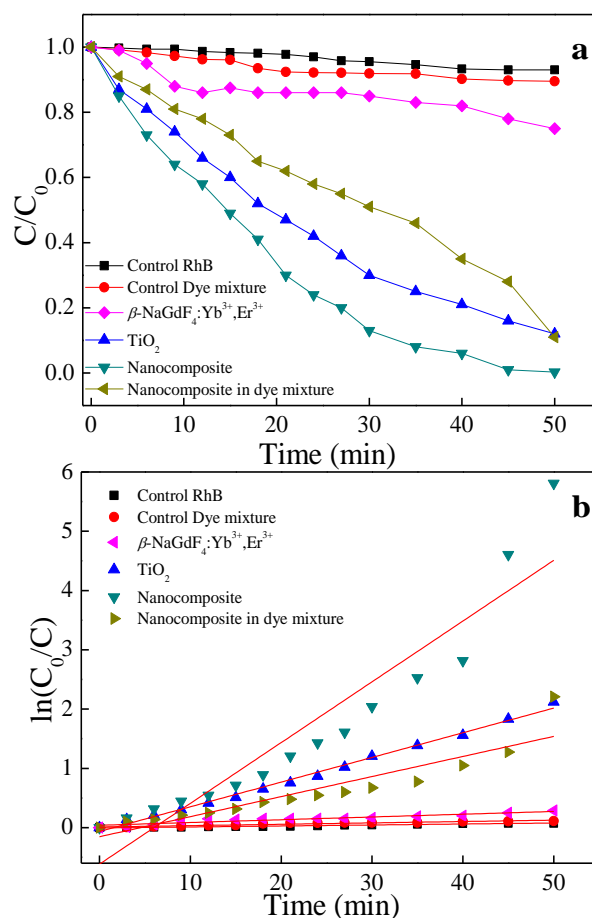 a
1.0
0.8
0.6
0.4
0.2
0.0
C/C₀
Control RhB
Control Dye mixture
β-NaGdF₄:Yb³⁺,Er³⁺
TiO₂
Nanocomposite
Nanocomposite in dye mixture
0 10 20 30 40 50
Time (min)
b
6
5
4
3
2
1
0
ln(C₀/C)
Control RhB
Control Dye mixture
β-NaGdF₄:Yb³⁺,Er³⁺
TiO₂
Nanocomposite
Nanocomposite in dye mixture
0 10 20 30 40 50
Time (min)